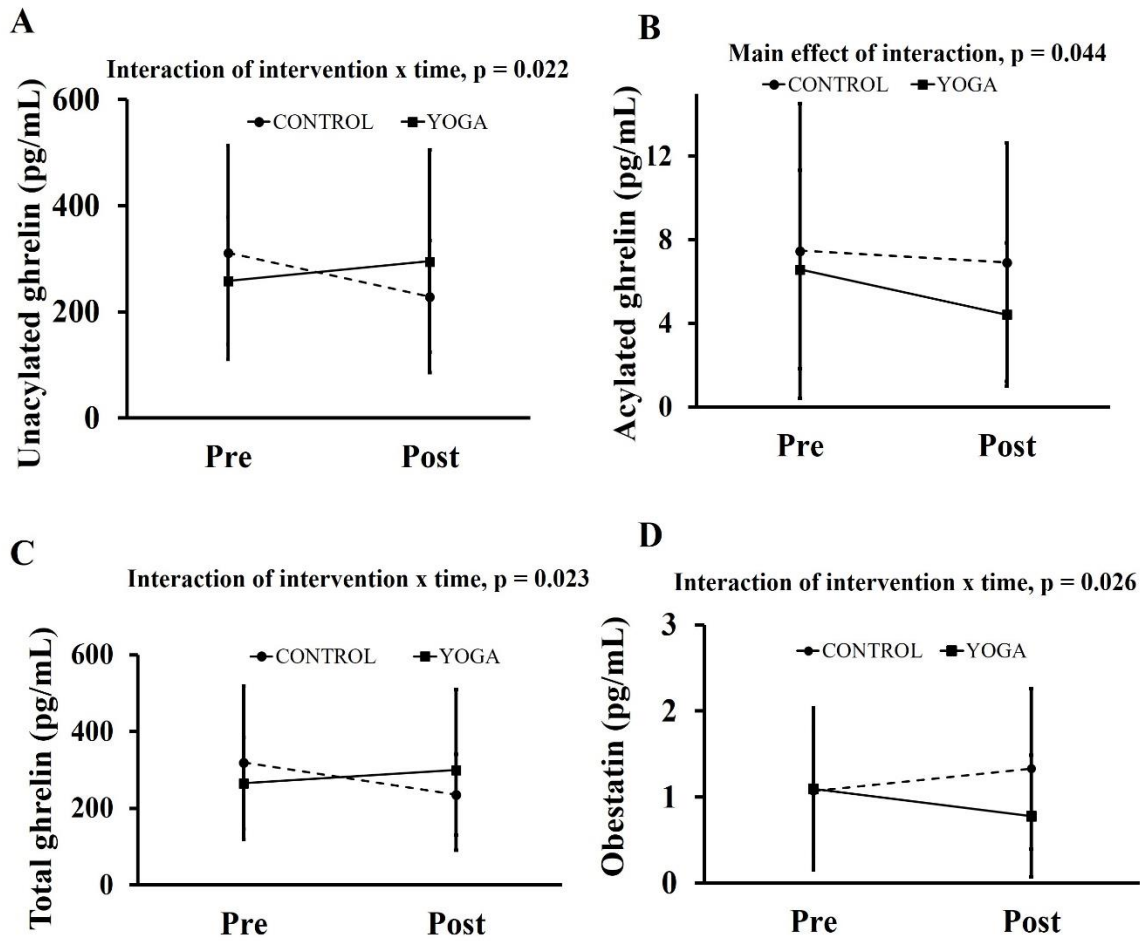 A
Interaction of intervention x time, p = 0.022
Unacylated ghrelin (pg/mL)
600
CONTROL YOGA
400
200
0
Pre Post
B
Main effect of interaction, p = 0.044
CONTROL YOGA
Acylated ghrelin (pg/mL)
12
8
4
0
Pre Post
C
Interaction of intervention x time, p = 0.023
Total ghrelin (pg/mL)
600
CONTROL YOGA
400
200
0
Pre Post
D
Interaction of intervention x time, p = 0.026
Obestatin (pg/mL)
3
CONTROL YOGA
2
1
0
Pre Post